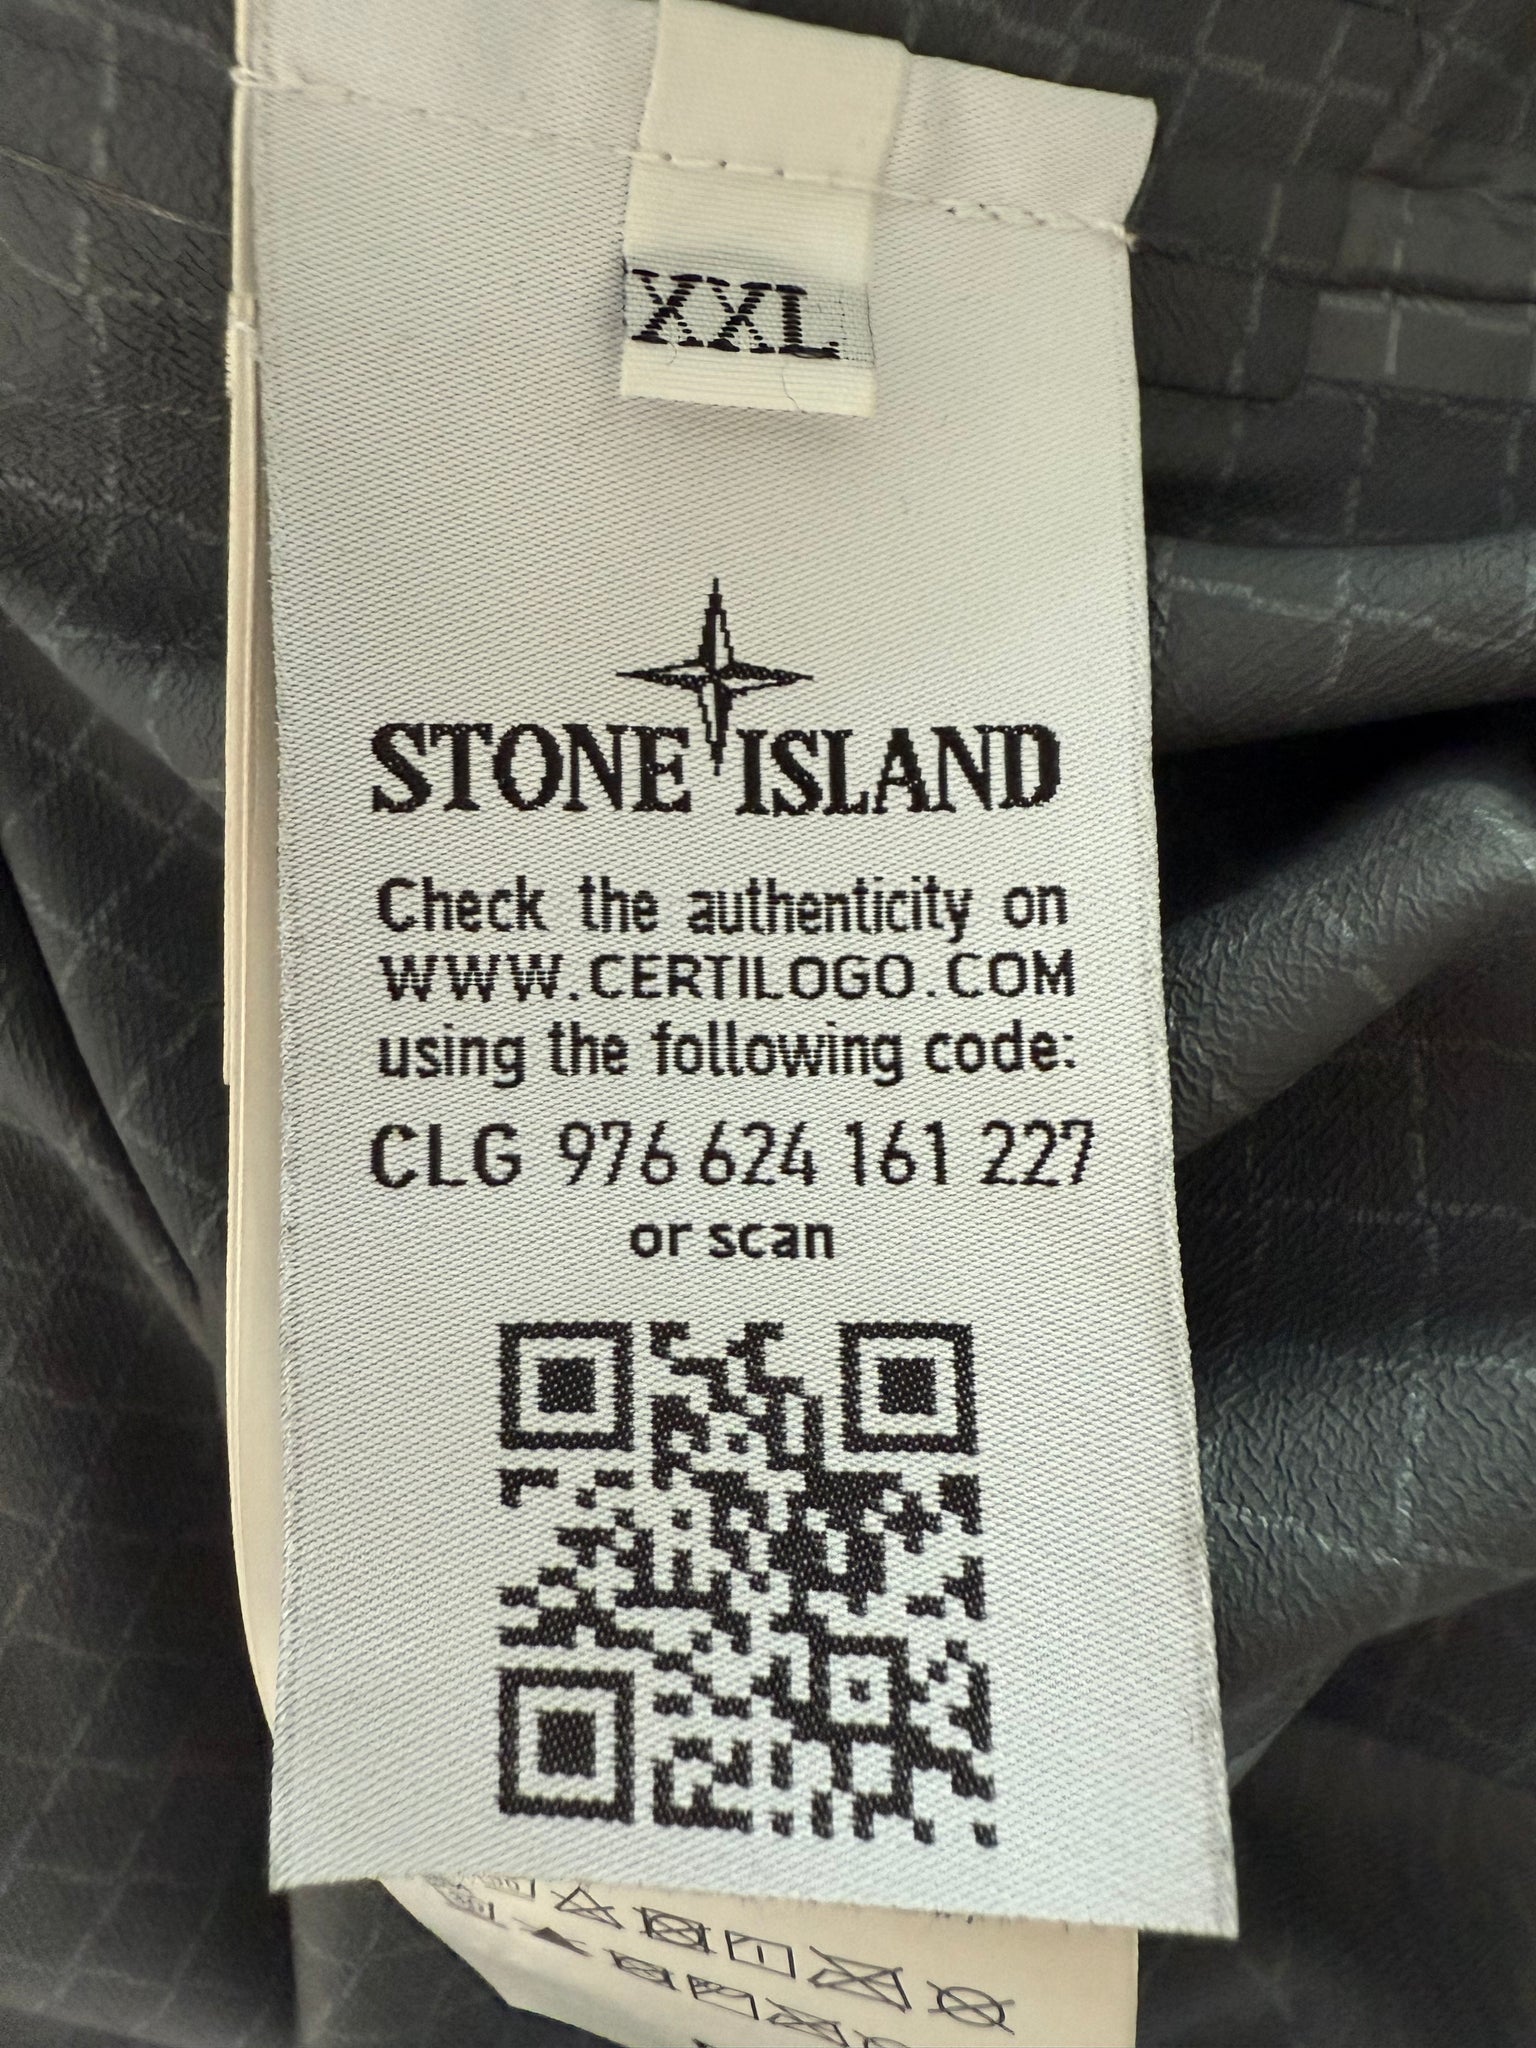 XXL
STONE ISLAND
Check the authenticity on
WWW.CERTILOGO.COM
using the following code:
CLG 976 624 161 227
or scan